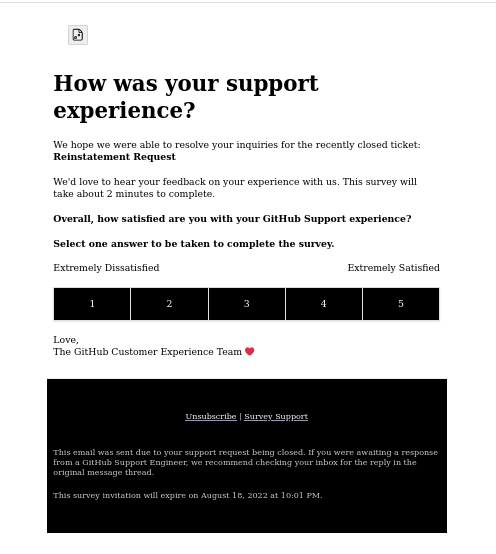 How was your support
experience?
We hope we were able to resolve your inquiries for the recently closed ticket:
Reinstatement Request
We'd love to hear your feedback on your experience with us. This survey will
take about 2 minutes to complete.
Overall, how satisfied are you with your GitHub Support experience?
Select one answer to be taken to complete the survey.
Extremely Dissatisfied Extremely Satisfied
1 2 3 4 5
Love,
The GitHub Customer Experience Team ❤️
Unsubscribe | Survey Support
This email was sent due to your support request being closed. If you were awaiting a response
from a GitHub Support Engineer, we recommend checking your inbox for the reply in the
original message thread.
This survey invitation will expire on August 18, 2022 at 10:01 PM.